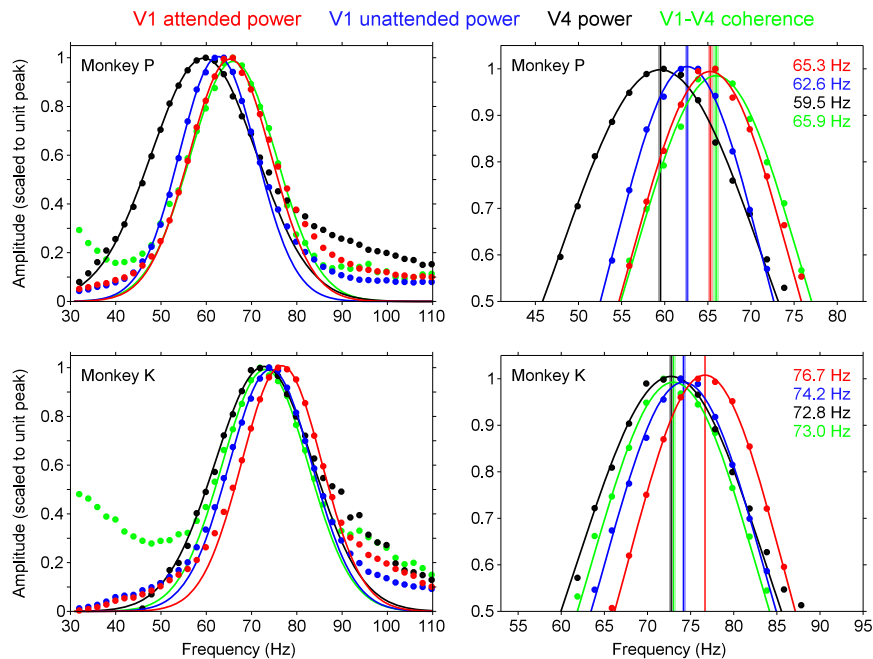 V1 attended power V1 unattended power V4 power V1-V4 coherence
Amplitude (scaled to unit peak)
Monkey P
1
0.8
0.6
0.4
0.2
0
30 40 50 60 70 80 90 100 110
Monkey P
65.3 Hz
62.6 Hz
59.5 Hz
65.9 Hz
1
0.9
0.8
0.7
0.6
0.5
45 50 55 60 65 70 75 80
Amplitude (scaled to unit peak)
Monkey K
1
0.8
0.6
0.4
0.2
0
30 40 50 60 70 80 90 100 110
Frequency (Hz)
Monkey K
76.7 Hz
74.2 Hz
72.8 Hz
73.0 Hz
1
0.9
0.8
0.7
0.6
0.5
55 60 65 70 75 80 85 90 95
Frequency (Hz)